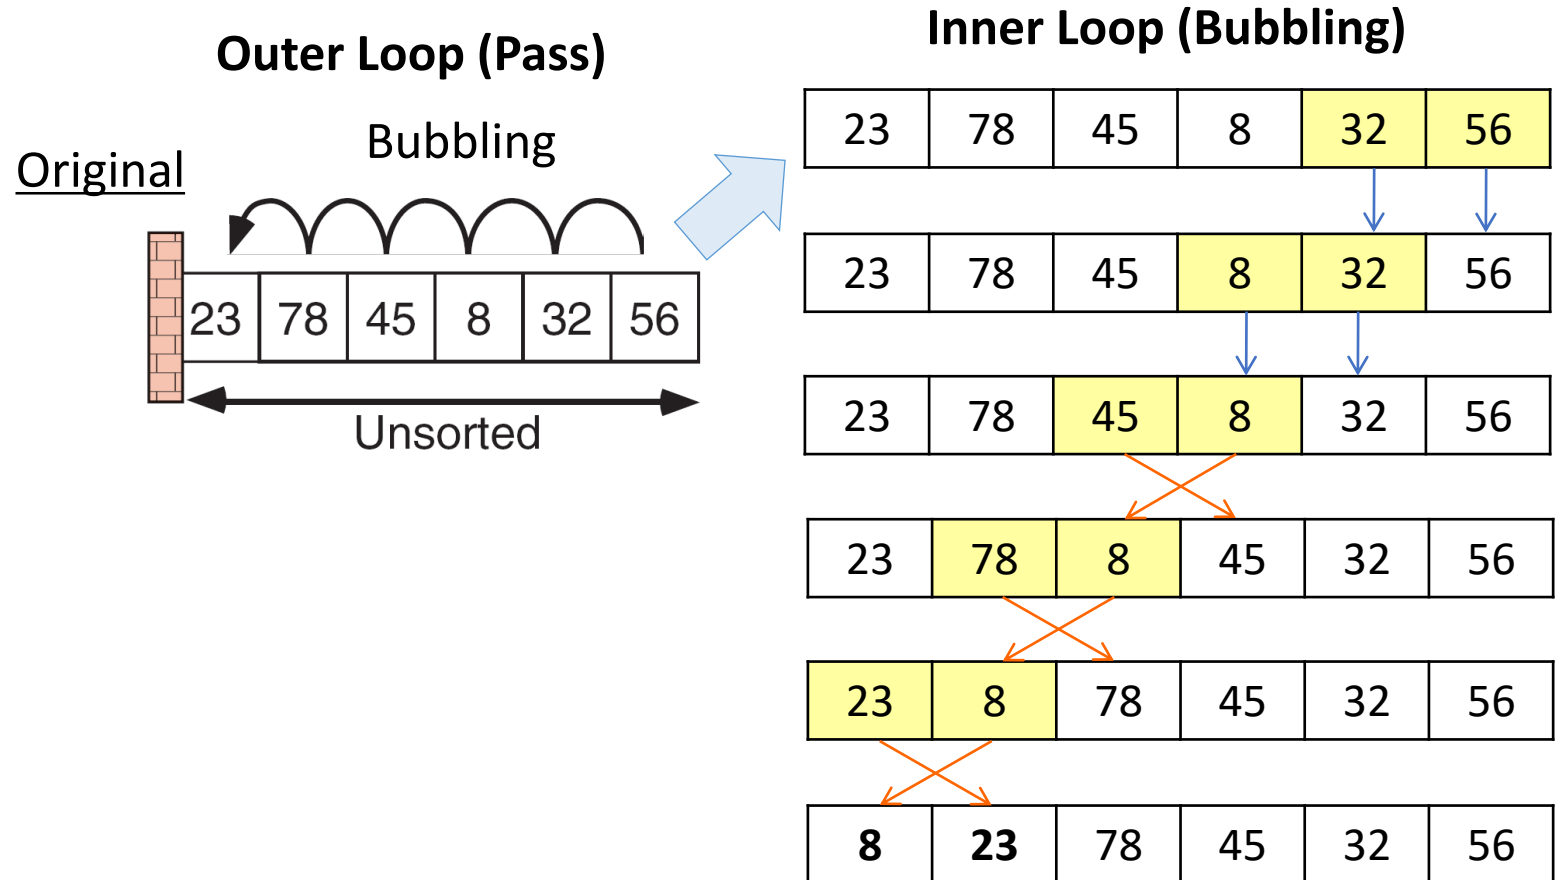 Outer Loop (Pass)
Original
Bubbling
23 78 45 8 32 56
Unsorted
Inner Loop (Bubbling)
23 78 45 8 32 56
23 78 45 8 32 56
23 78 45 8 32 56
23 78 8 45 32 56
23 8 78 45 32 56
8 23 78 45 32 56